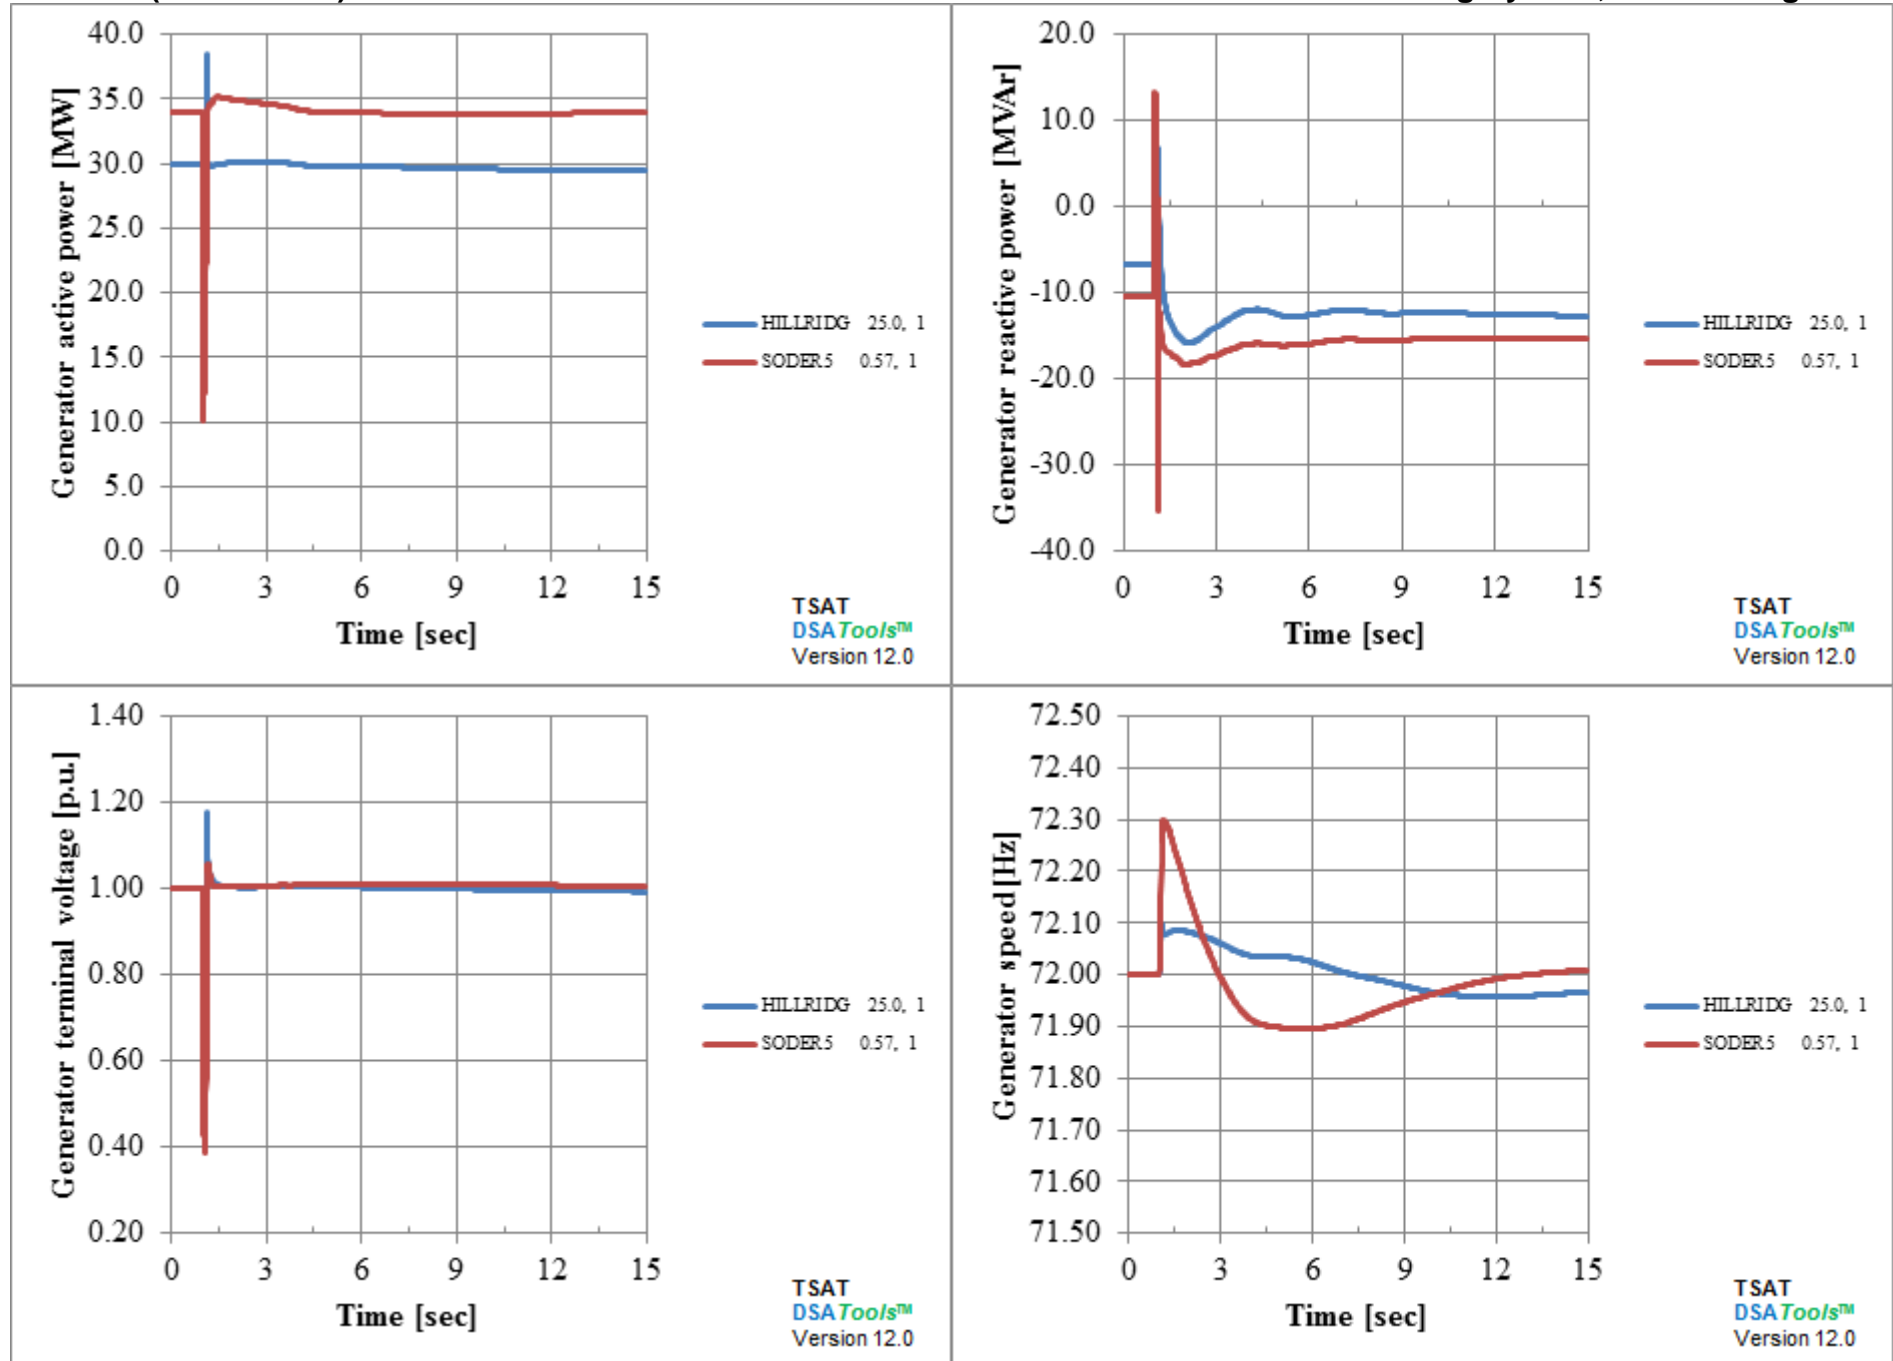 Generator active power [MW]
40.0
35.0
30.0
25.0
20.0
15.0
10.0
5.0
0.0
0 3 6 9 12 15
Time [sec]
HILLRIDG 25.0, 1
SODER5 0.57, 1
TSAT
DSATools™
Version 12.0
Generator reactive power [MVAr]
20.0
10.0
0.0
-10.0
-20.0
-30.0
-40.0
0 3 6 9 12 15
Time [sec]
HILLRIDG 25.0, 1
SODER5 0.57, 1
TSAT
DSATools™
Version 12.0
Generator terminal voltage [p.u.]
1.40
1.20
1.00
0.80
0.60
0.40
0.20
0 3 6 9 12 15
Time [sec]
HILLRIDG 25.0, 1
SODER5 0.57, 1
TSAT
DSATools™
Version 12.0
Generator speed [Hz]
72.50
72.40
72.30
72.20
72.10
72.00
71.90
71.80
71.70
71.60
71.50
0 3 6 9 12 15
Time [sec]
HILLRIDG 25.0, 1
SODER5 0.57, 1
TSAT
DSATools™
Version 12.0